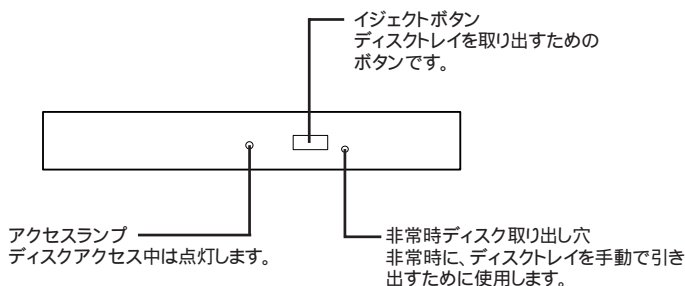 イジェクトボタン
ディスクトレイを取り出すための
ボタンです。
アクセスランプ
ディスクアクセス中は点灯します。
非常時ディスク取り出し穴
非常時に、ディスクトレイを手動で引き
出すために使用します。